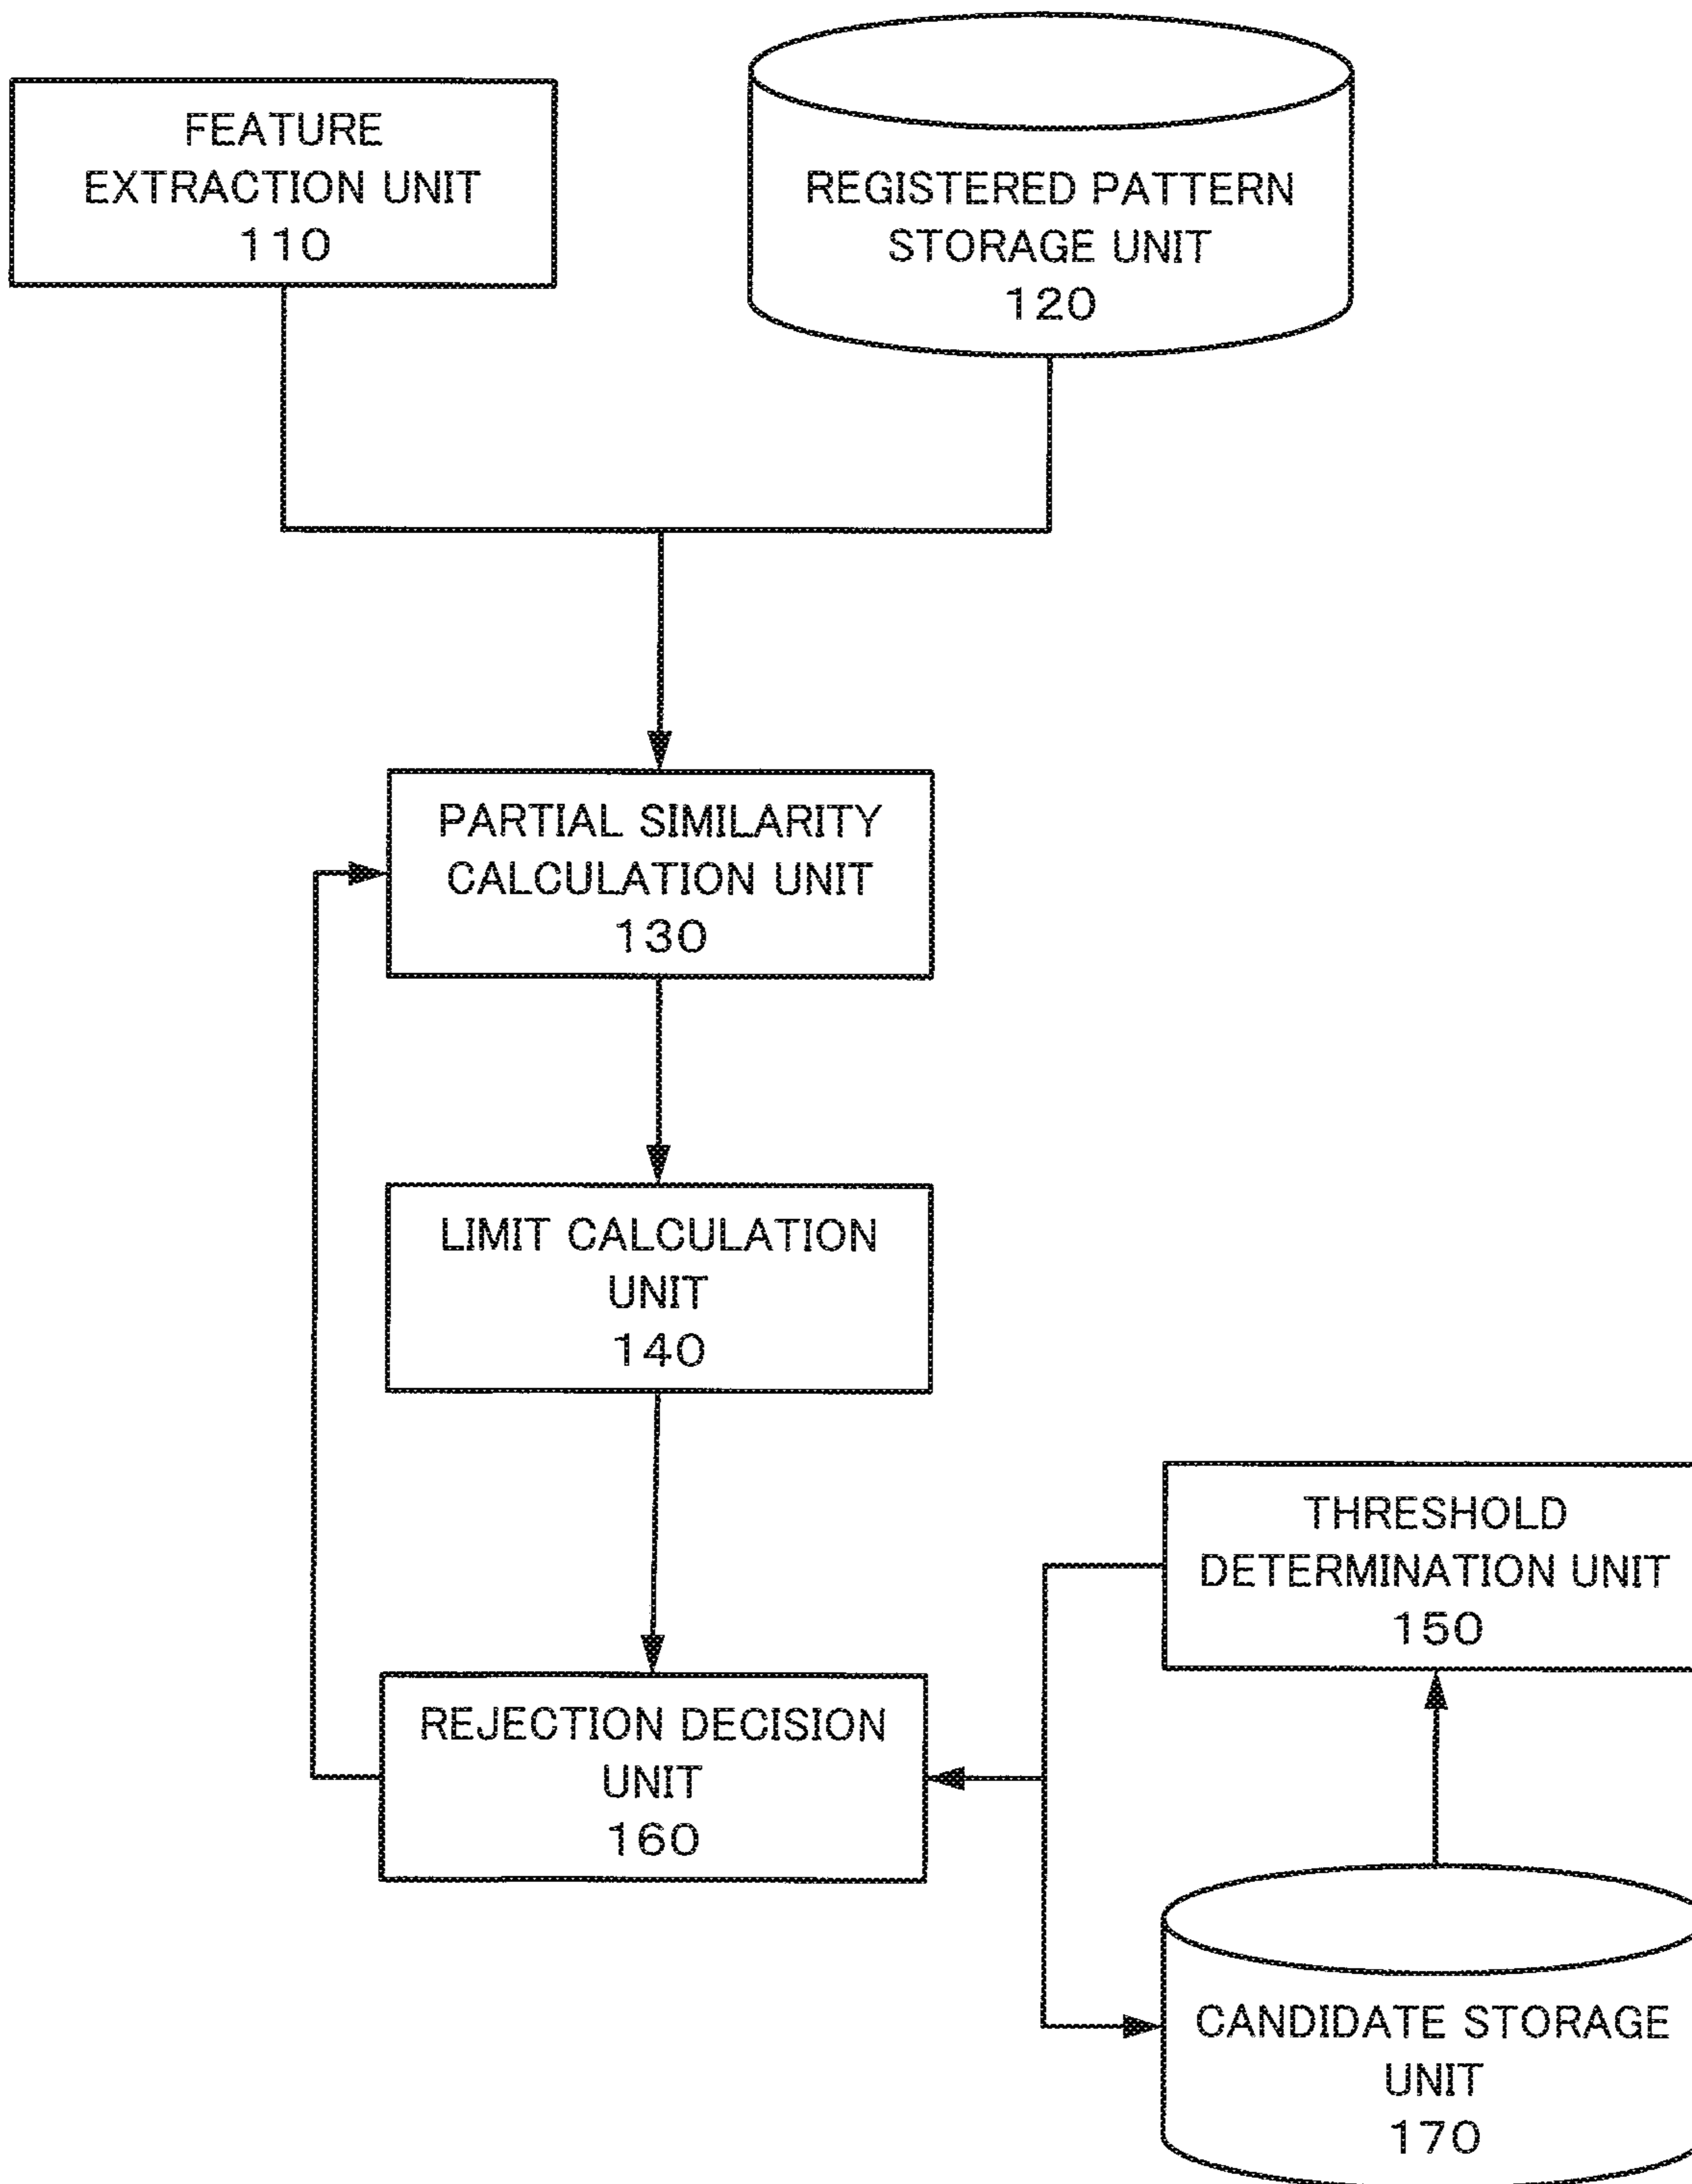 FEATURE
EXTRACTION UNIT
110
REGISTERED PATTERN
STORAGE UNIT
120
PARTIAL SIMILARITY
CALCULATION UNIT
130
LIMIT CALCULATION
UNIT
140
THRESHOLD
DETERMINATION UNIT
150
REJECTION DECISION
UNIT
160
CANDIDATE STORAGE
UNIT
170